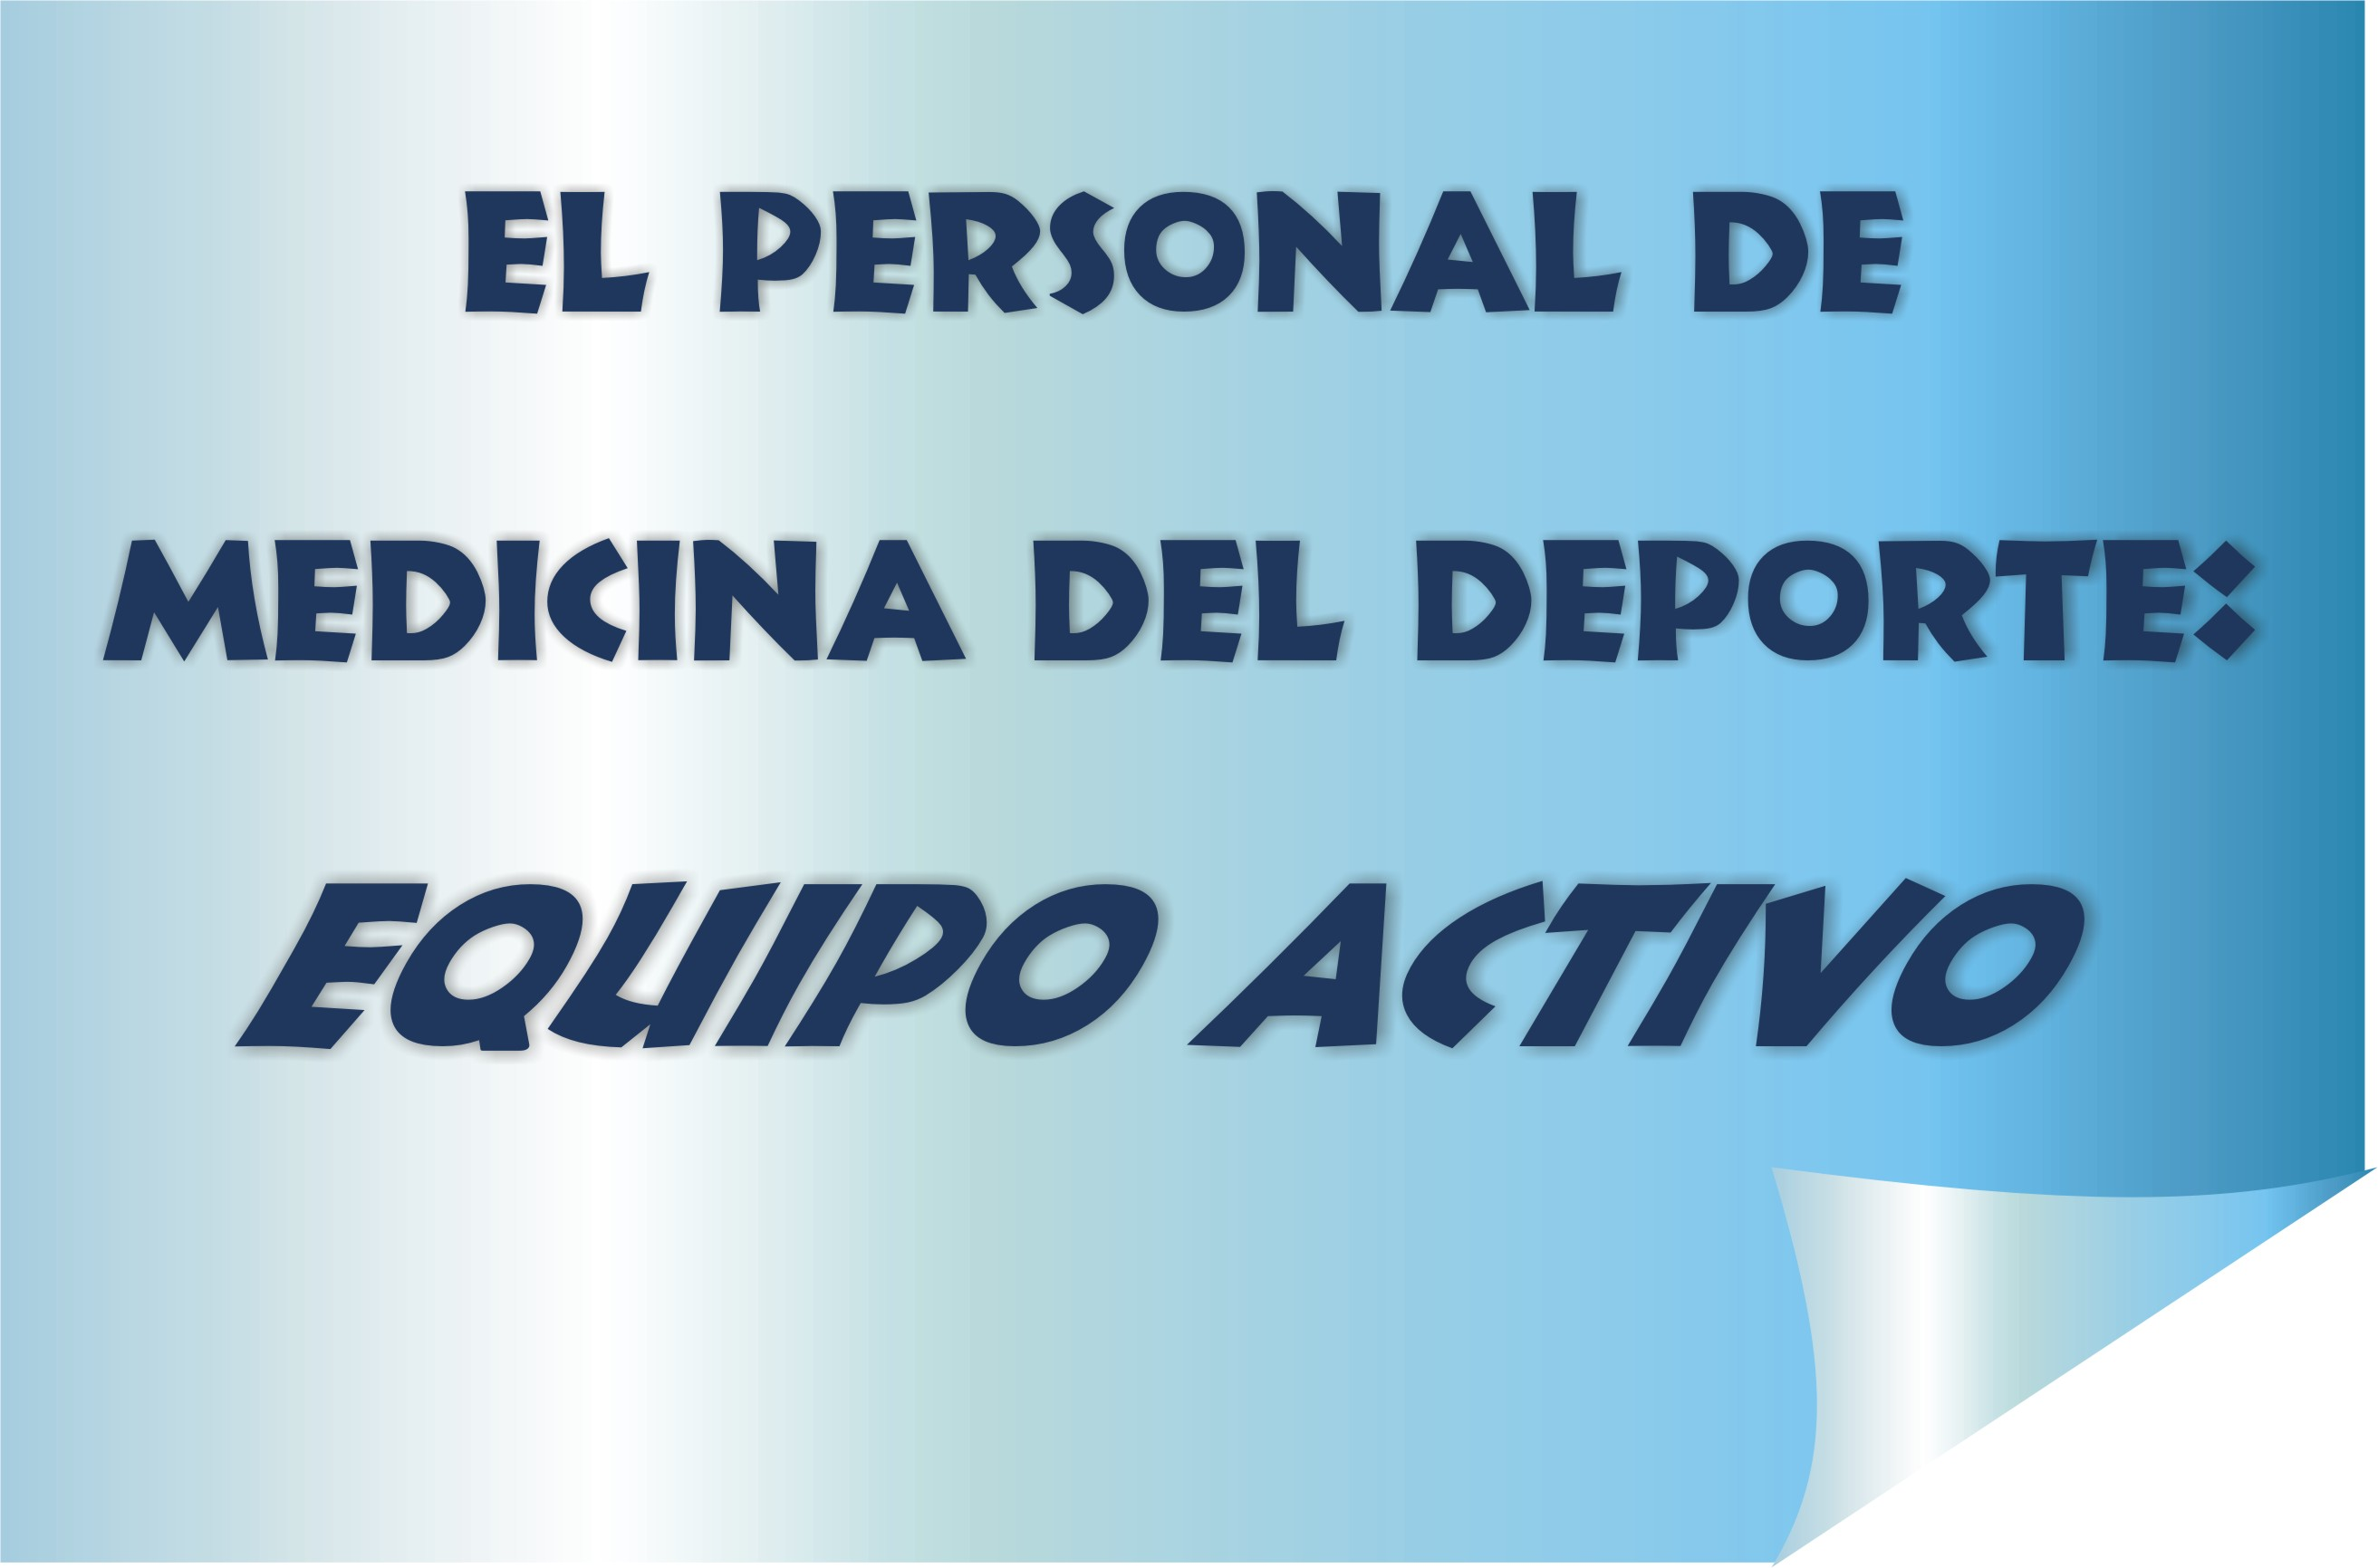 EL PERSONAL DE
MEDICINA DEL DEPORTE:
EQUIPO ACTIVO